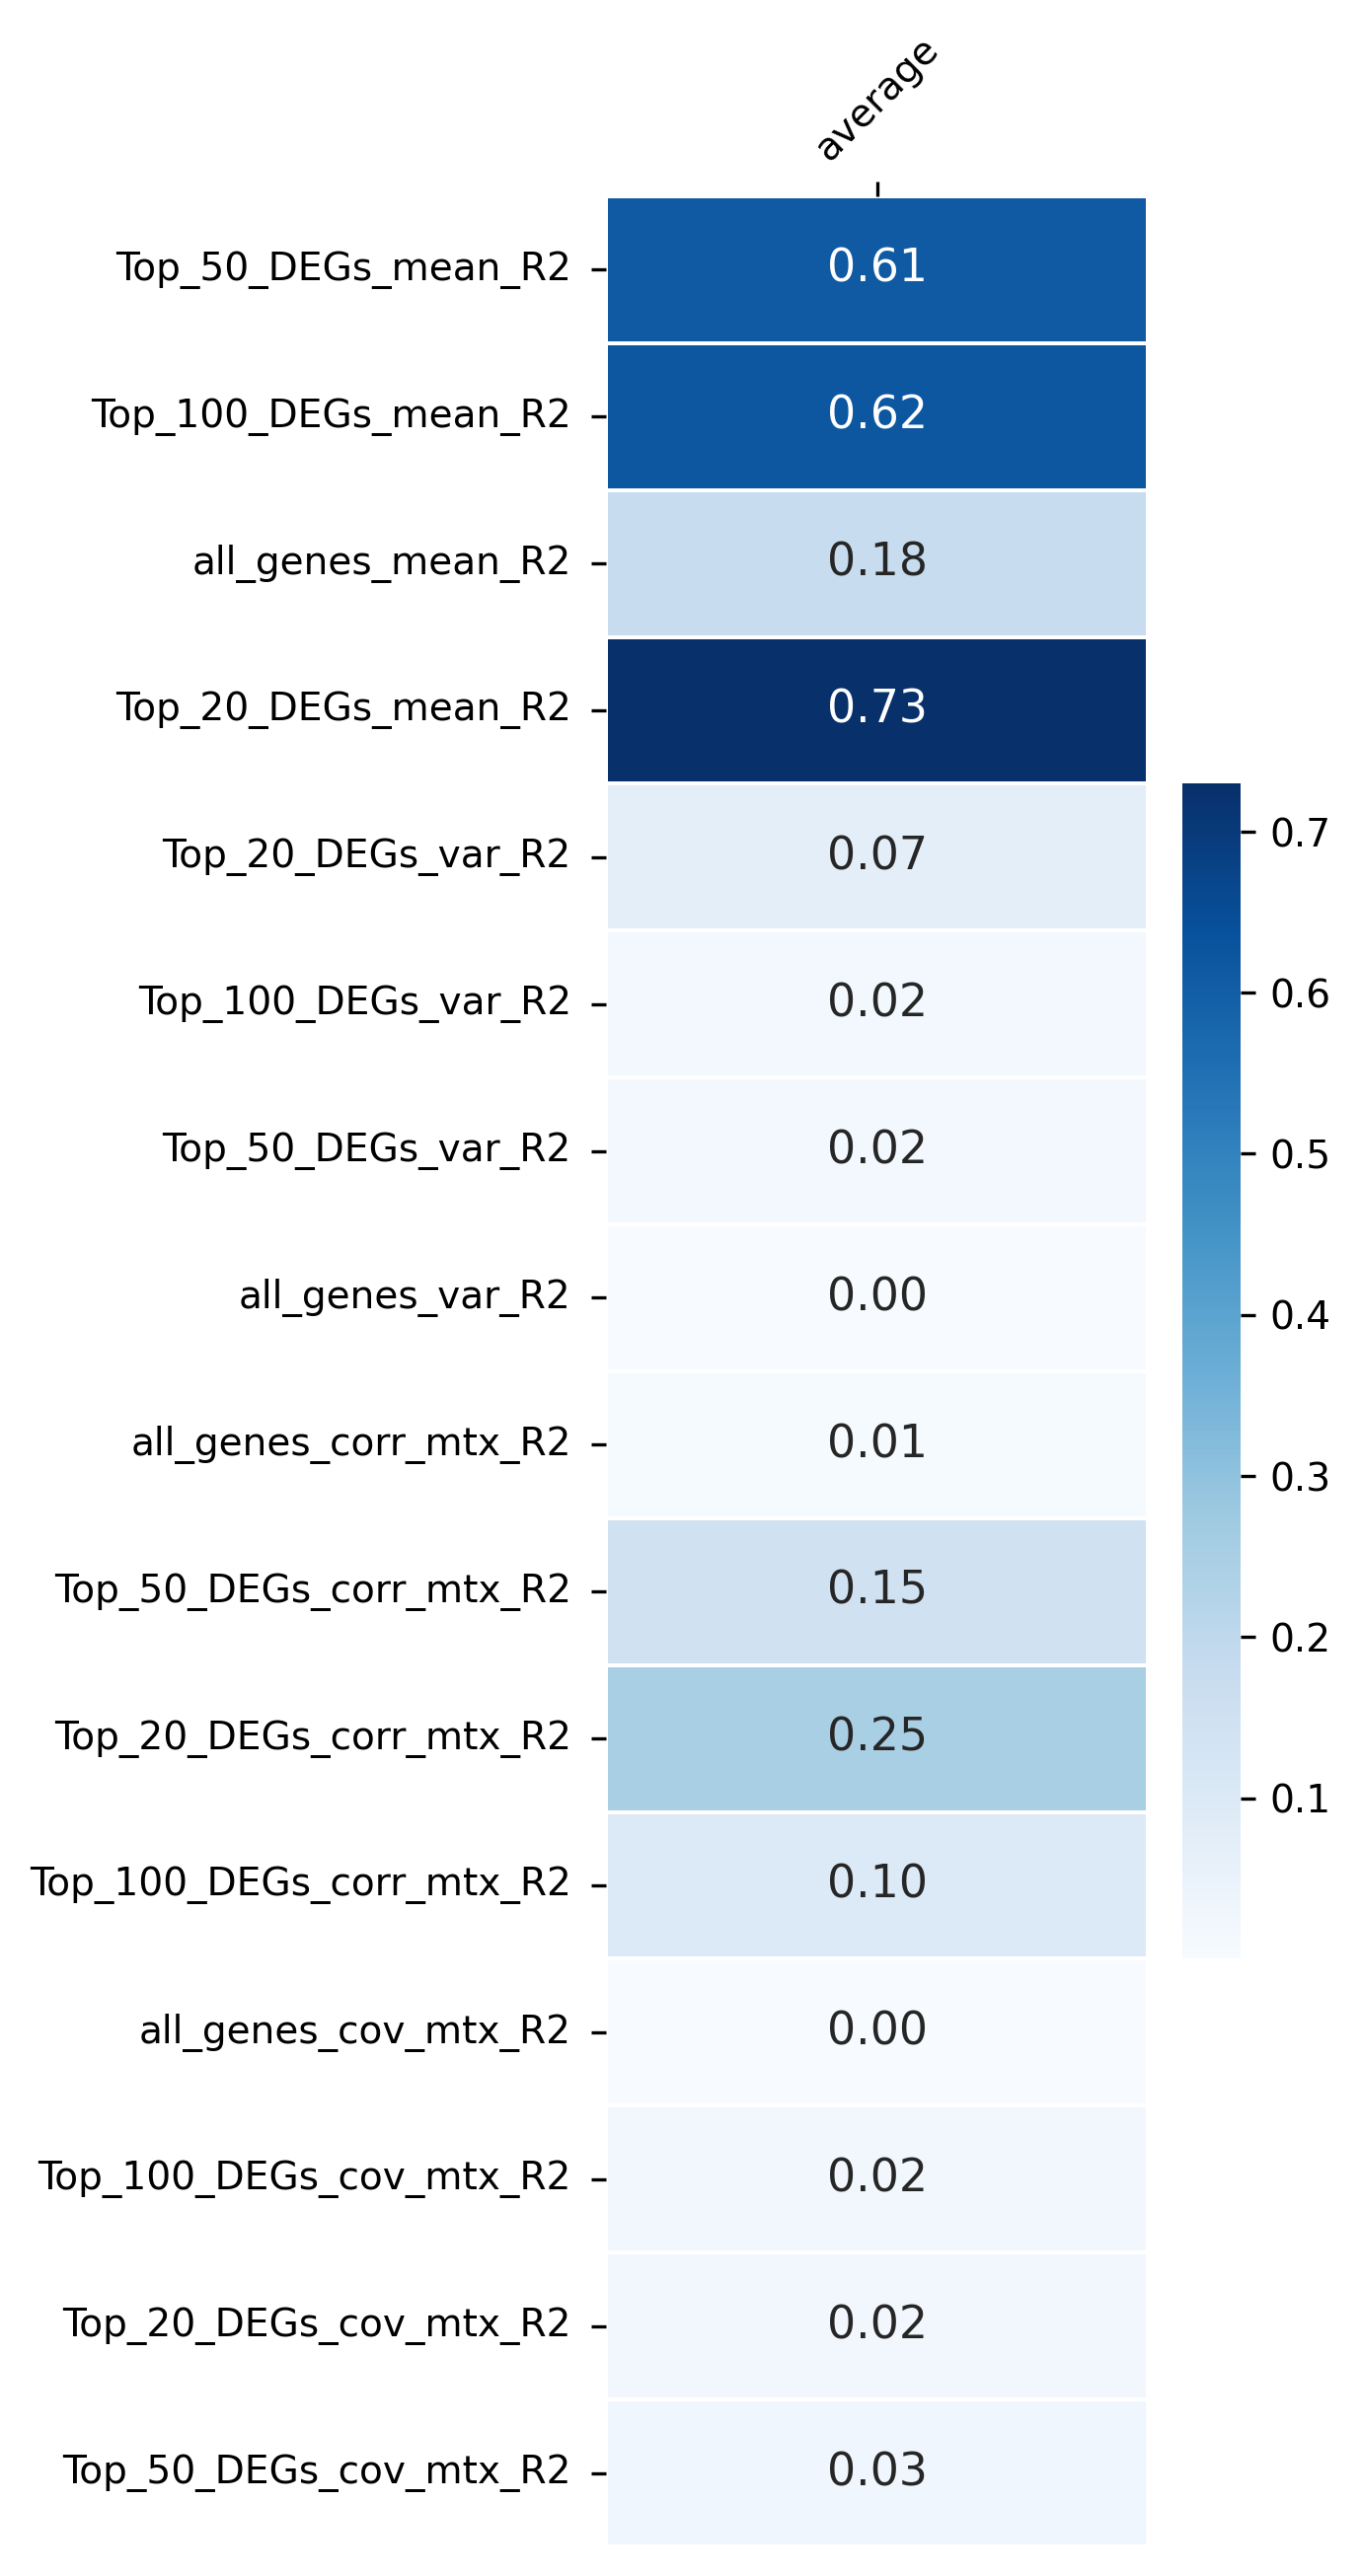 average
Top_50_DEGs_mean_R2 0.61
Top_100_DEGs_mean_R2 0.62
all_genes_mean_R2 0.18
Top_20_DEGs_mean_R2 0.73
Top_20_DEGs_var_R2 0.07
Top_100_DEGs_var_R2 0.02
Top_50_DEGs_var_R2 0.02
all_genes_var_R2 0.00
all_genes_corr_mtx_R2 0.01
Top_50_DEGs_corr_mtx_R2 0.15
Top_20_DEGs_corr_mtx_R2 0.25
Top_100_DEGs_corr_mtx_R2 0.10
all_genes_cov_mtx_R2 0.00
Top_100_DEGs_cov_mtx_R2 0.02
Top_20_DEGs_cov_mtx_R2 0.02
Top_50_DEGs_cov_mtx_R2 0.03
0.7
0.6
0.5
0.4
0.3
0.2
0.1